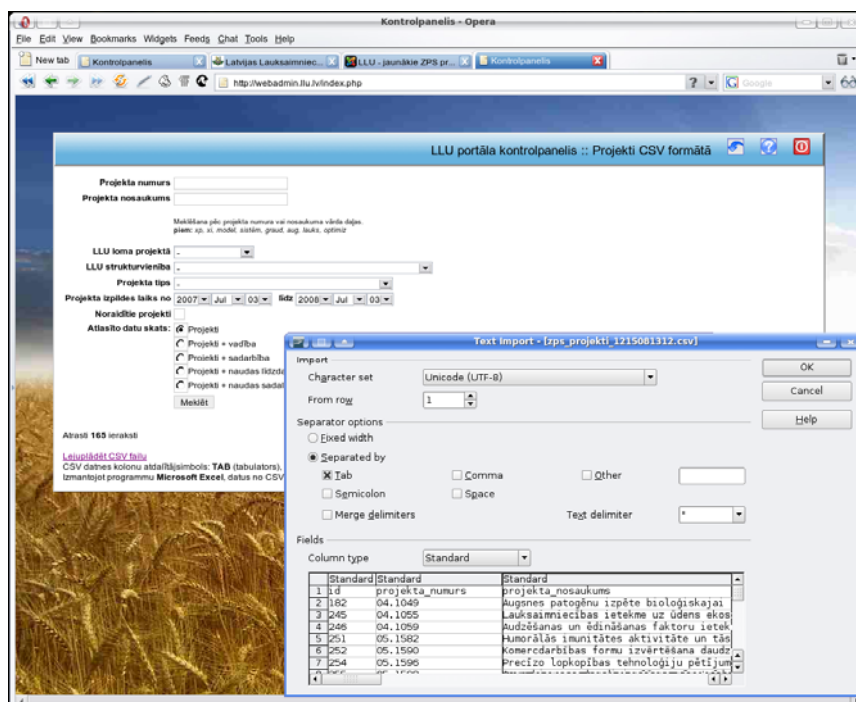 Kontrolpanelis - Opera
File Edit View Bookmarks Widgets Feeds Chat Tools Help
New tab Kontrolpanelis Latvijas Lauksaimniec... LLU - jaunākie ZPS pr... Kontrolpanelis
http://webadmin.llu.lv/index.php ? Google
LLU portāla kontrolpanelis :: Projekti CSV formātā
Projekta numurs
Projekta nosaukums
Meklēšana pēc projekta numura vai nosaukuma vārda daļas.
piem: xp, xi, model, sistēm, graud, aug, lauks, optimiz
LLU loma projektā -
LLU strukturvienība -
Projekta tips -
Projekta izpildes laiks no 2007 Jul 03 līdz 2008 Jul 03
Noraidītie projekti
Atlasīto datu skats: Projekti
Projekti + vadība
Projekti + sadarbība
Projekti + naudas līdzda
Projekti + naudas sadal
Meklēt
Atrasti 165 ieraksti
Lejuplādēt CSV failu
CSV datnes kolonu atdalītājsimbols: TAB (tabulators),
Izmantojot programmu Microsoft Excel, datus no CSV
Text Import - [zps_projekti_1215081312.csv]
Import
Character set Unicode (UTF-8)
From row 1
OK
Cancel
Help
Separator options
Fixed width
Separated by
Tab Comma Other
Semicolon Space
Merge delimiters Text delimiter "
Fields
Column type Standard
Standard Standard Standard
1 id projekta_numurs projekta_nosaukums
2 182 04.1049 Augsnes patogēnu izpēte bioloģiskajai
3 245 04.1055 Lauksaimniecības ietekme uz ūdens ekos
4 246 04.1059 Audzēšanas un ēdināšanas faktoru ietek
5 251 05.1582 Humorālās imunitātes aktivitāte un tās
6 252 05.1590 Komercdarbības formu izvērtēšana daudz
7 254 05.1596 Precīzo lopkopības tehnoloģiju pētījum